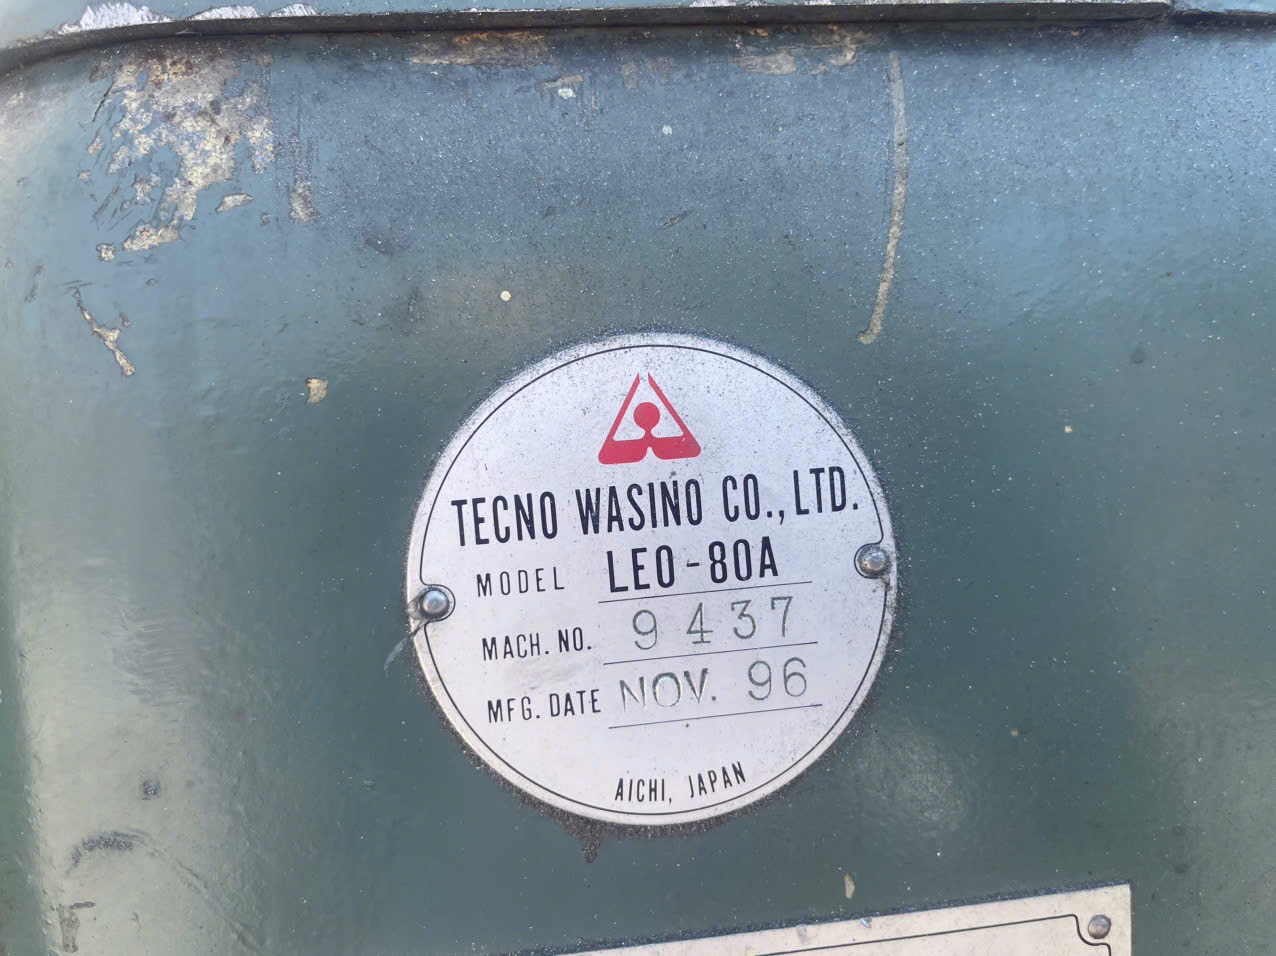 TECNO WASINO CO., LTD.
MODEL LEO-80A
MACH. NO. 9437
MFG. DATE NOV. 96
AICHI, JAPAN